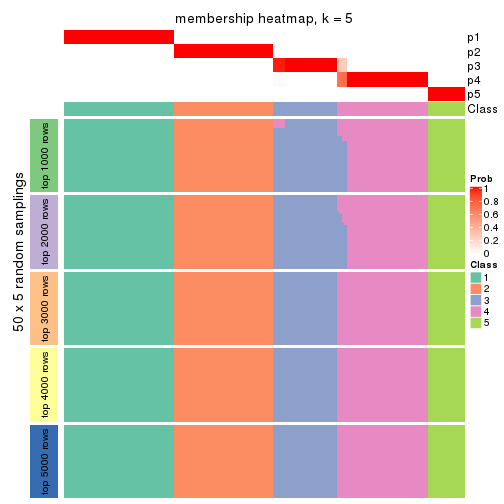 membership heatmap, k = 5
p1
p2
p3
p4
p5
Class
50 x 5 random samplings
top 1000 rows
top 2000 rows
top 3000 rows
top 4000 rows
top 5000 rows
Prob
1
0.8
0.6
0.4
0.2
0
Class
1
2
3
4
5